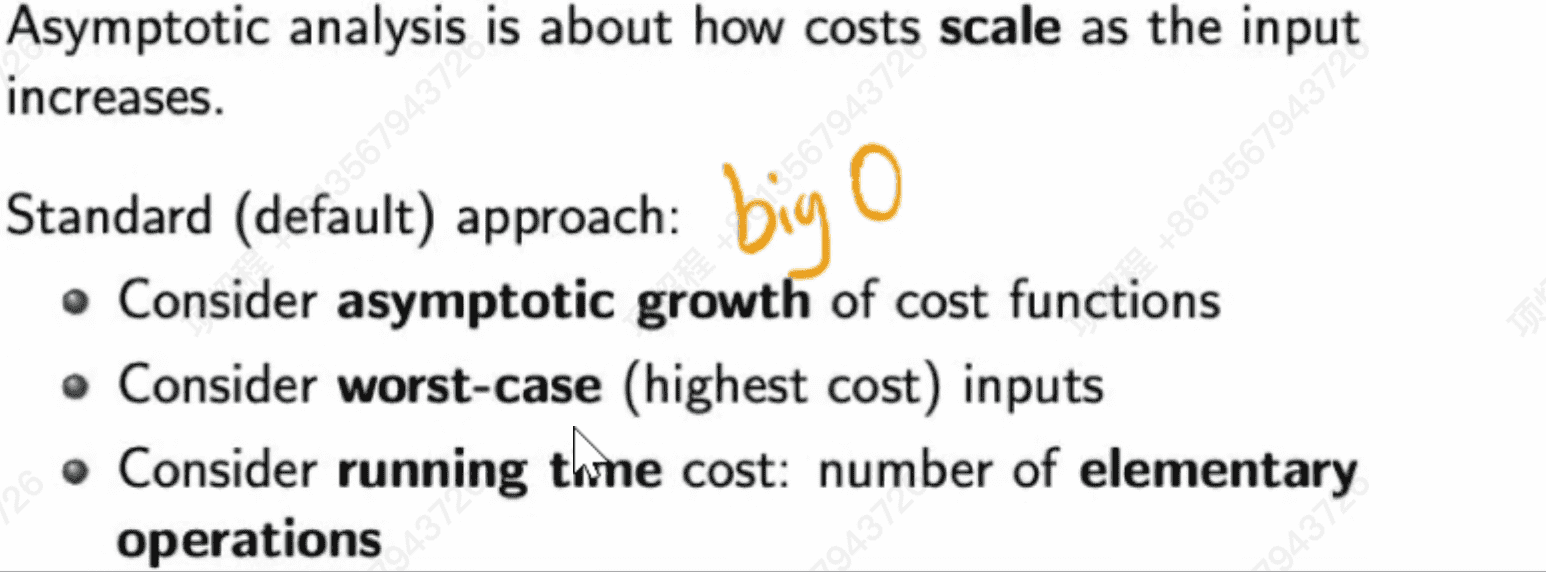 Asymptotic analysis is about how costs scale as the input
increases.
Standard (default) approach: big O
Consider asymptotic growth of cost functions
Consider worst-case (highest cost) inputs
Consider running time cost: number of elementary
operations